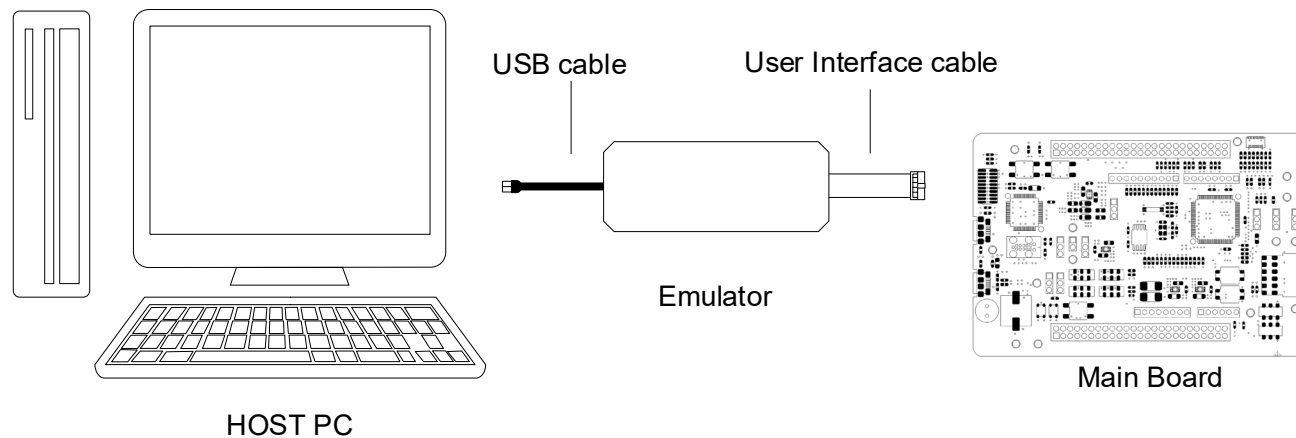 USB cable
User Interface cable
Emulator
Main Board
HOST PC